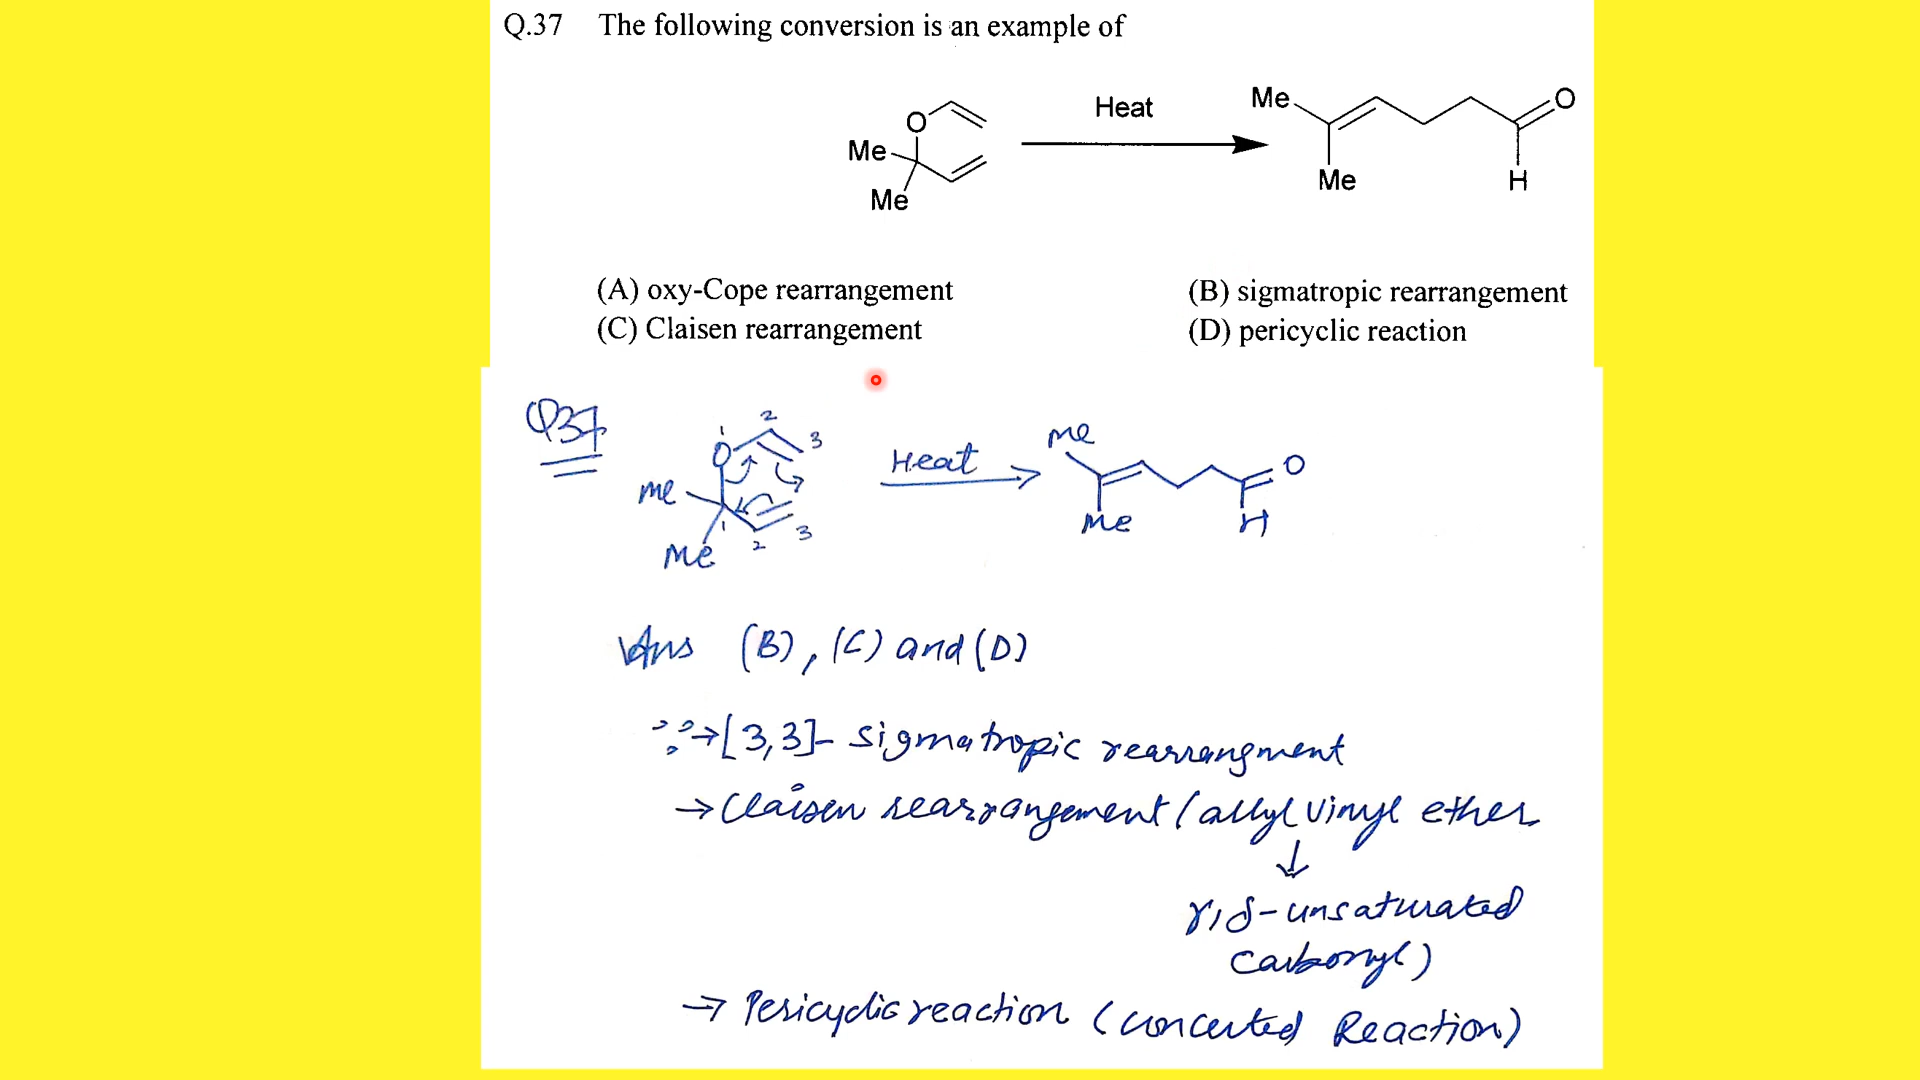 Q.37 The following conversion is an example of
O
Me
Me
Heat
Me
Me
O
H
(A) oxy-Cope rearrangement
(B) sigmatropic rearrangement
(C) Claisen rearrangement
(D) pericyclic reaction
Q37
1
2
3
O
me
Me
1
2
3
Heat
me
Me
O
H
Ans (B), (C) and (D)
∵ → [3,3]- sigmatropic rearrangment
→ Claisen rearrangement (allyl vinyl ether
↓
γ,δ-unsaturated
carbonyl)
→ Pericyclic reaction (concerted Reaction)